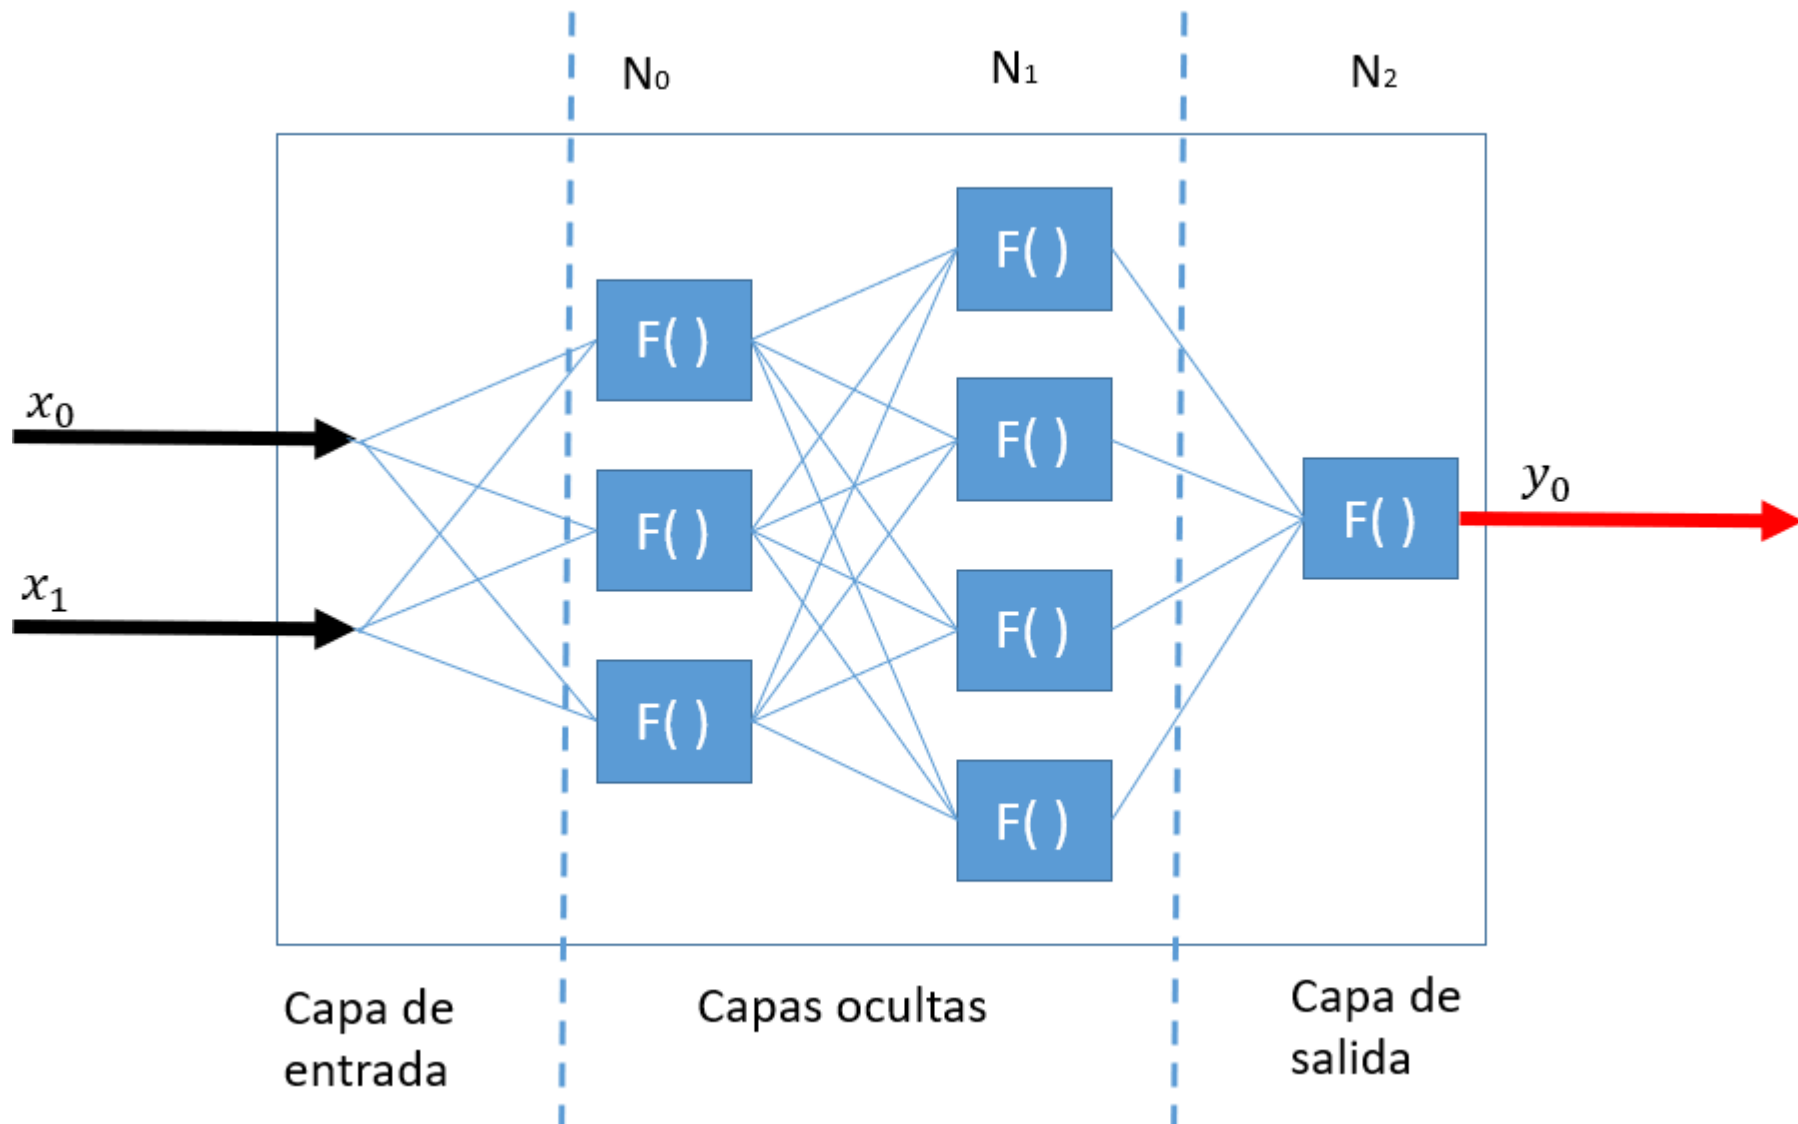 N₀
N₁
N₂
F( )
F( )
F( )
x₀
F( )
F( )
y₀
F( )
F( )
x₁
F( )
F( )
F( )
Capa de
entrada
Capas ocultas
Capa de
salida